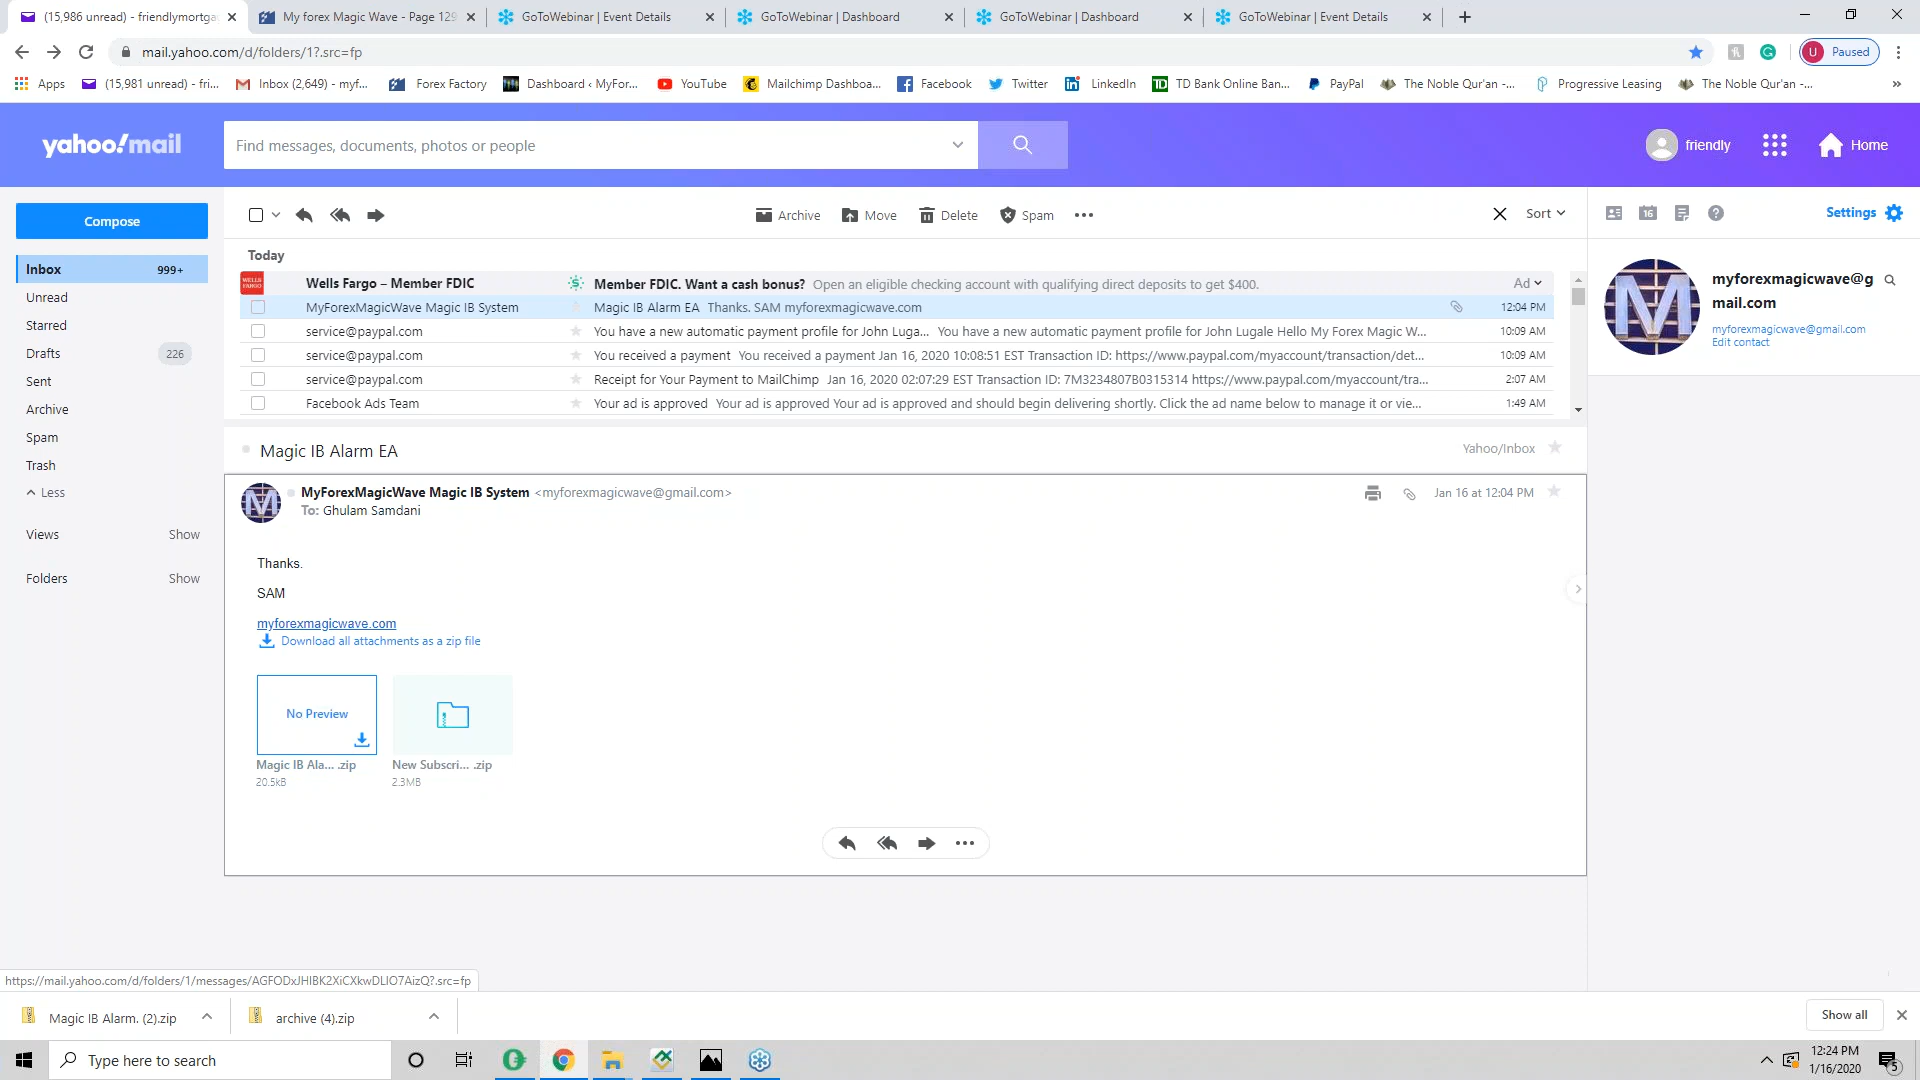 (15,986 unread) - friendlymortga
My forex Magic Wave - Page 129
GoToWebinar | Event Details
GoToWebinar | Dashboard
GoToWebinar | Dashboard
GoToWebinar | Event Details
mail.yahoo.com/d/folders/1?.src=fp
U Paused
Apps
(15,981 unread) - fri...
Inbox (2,649) - myf...
Forex Factory
Dashboard ‹ MyFor...
YouTube
Mailchimp Dashboa...
Facebook
Twitter
LinkedIn
TD Bank Online Ban...
PayPal
The Noble Qur'an -...
Progressive Leasing
The Noble Qur'an -...
»
yahoo!mail
Find messages, documents, photos or people
friendly
Home
Compose
Archive
Move
Delete
Spam
Sort
16
Settings
Inbox 999+
Unread
Starred
Drafts 226
Sent
Archive
Spam
Trash
Less
Views Show
Folders Show
Today
WELLS FARGO
Wells Fargo – Member FDIC Member FDIC. Want a cash bonus? Open an eligible checking account with qualifying direct deposits to get $400. Ad
MyForexMagicWave Magic IB System Magic IB Alarm EA Thanks. SAM myforexmagicwave.com 12:04 PM
service@paypal.com You have a new automatic payment profile for John Luga... You have a new automatic payment profile for John Lugale Hello My Forex Magic W... 10:09 AM
service@paypal.com You received a payment You received a payment Jan 16, 2020 10:08:51 EST Transaction ID: https://www.paypal.com/myaccount/transaction/det... 10:09 AM
service@paypal.com Receipt for Your Payment to MailChimp Jan 16, 2020 02:07:29 EST Transaction ID: 7M3234807B0315314 https://www.paypal.com/myaccount/tra... 2:07 AM
Facebook Ads Team Your ad is approved Your ad is approved Your ad is approved and should begin delivering shortly. Click the ad name below to manage it or vie... 1:49 AM
myforexmagicwave@g
mail.com
myforexmagicwave@gmail.com
Edit contact
Magic IB Alarm EA
Yahoo/Inbox
MyForexMagicWave Magic IB System <myforexmagicwave@gmail.com>
To: Ghulam Samdani
Jan 16 at 12:04 PM
Thanks.
SAM
myforexmagicwave.com
Download all attachments as a zip file
No Preview
Magic IB Ala... .zip
20.5kB
New Subscri... .zip
2.3MB
https://mail.yahoo.com/d/folders/1/messages/AGFODxJHIBK2XiCXkwDLIO7AizQ?.src=fp
Magic IB Alarm. (2).zip
archive (4).zip
Show all
Type here to search
12:24 PM
1/16/2020
5